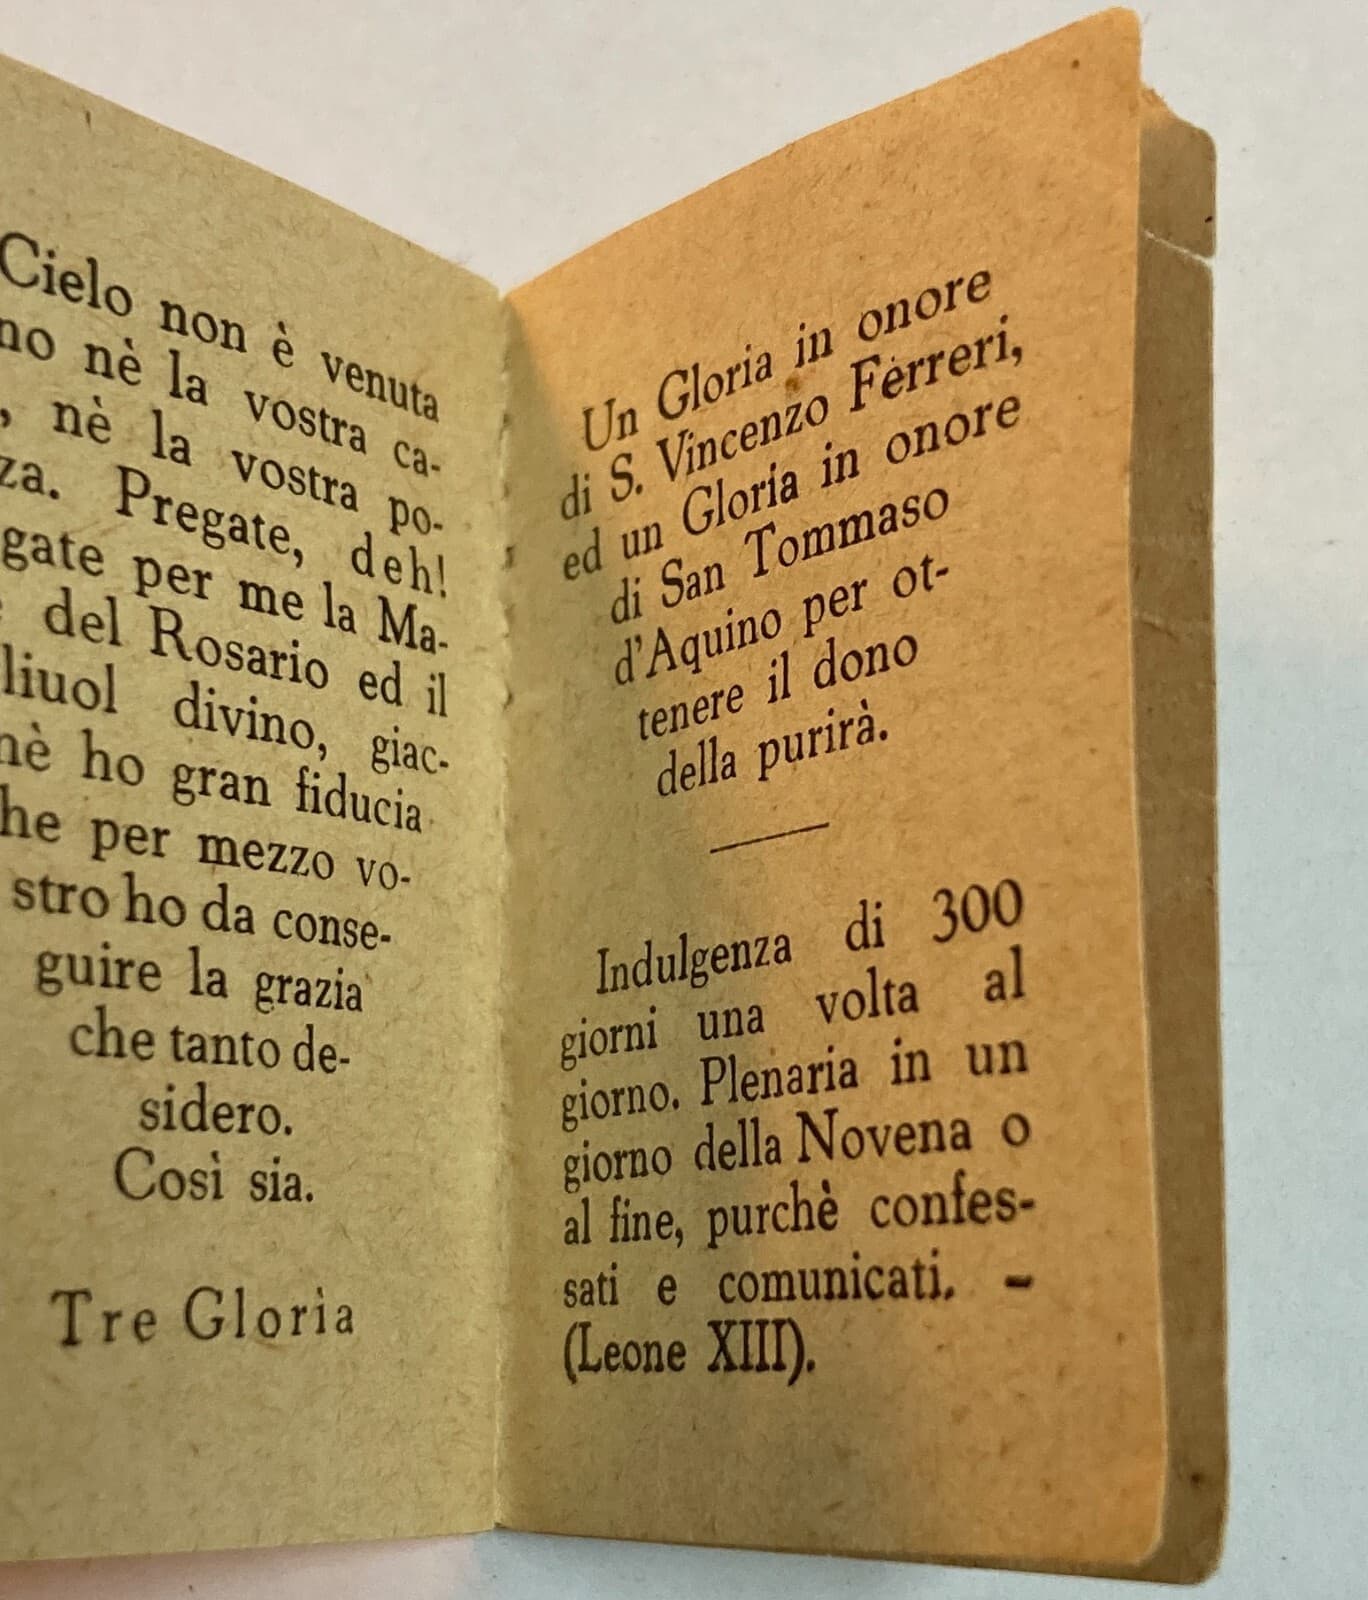 Cielo non è venuta
no nè la vostra ca-
, nè la vostra po-
za. Pregate, deh!
gate per me la Ma-
del Rosario ed il
liuol divino, giac-
hè ho gran fiducia
he per mezzo vo-
stro ho da conse-
guire la grazia
che tanto de-
sidero.
Così sia.
Tre Gloria
Un Gloria in onore
di S. Vincenzo Ferreri,
ed un Gloria in onore
di San Tommaso
d'Aquino per ot-
tenere il dono
della purirà.
Indulgenza di 300
giorni una volta al
giorno. Plenaria in un
giorno della Novena o
al fine, purchè confes-
sati e comunicati. -
(Leone XIII).